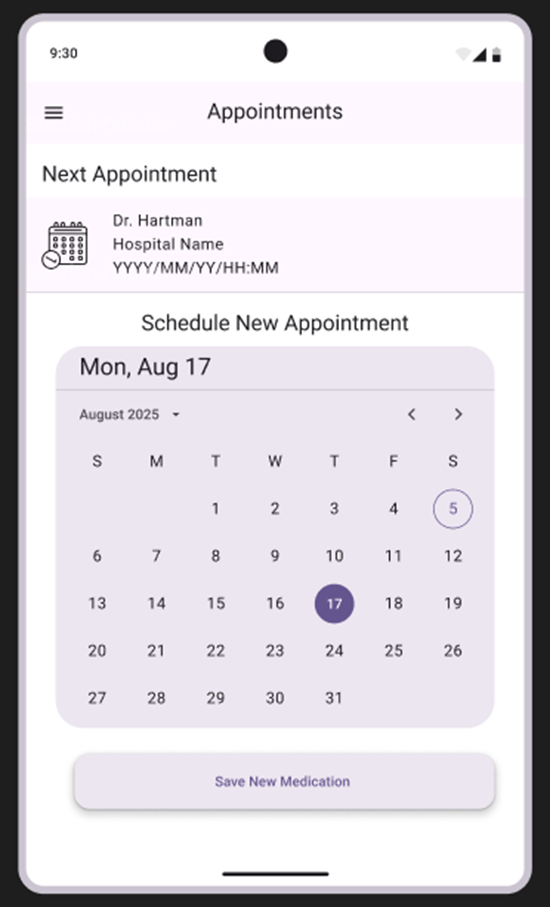 9:30
Appointments
Next Appointment
Dr. Hartman
Hospital Name
YYYY/MM/YY/HH:MM
Schedule New Appointment
Mon, Aug 17
August 2025
S M T W T F S
1 2 3 4 5
6 7 8 9 10 11 12
13 14 15 16 17 18 19
20 21 22 23 24 25 26
27 28 29 30 31
Save New Medication